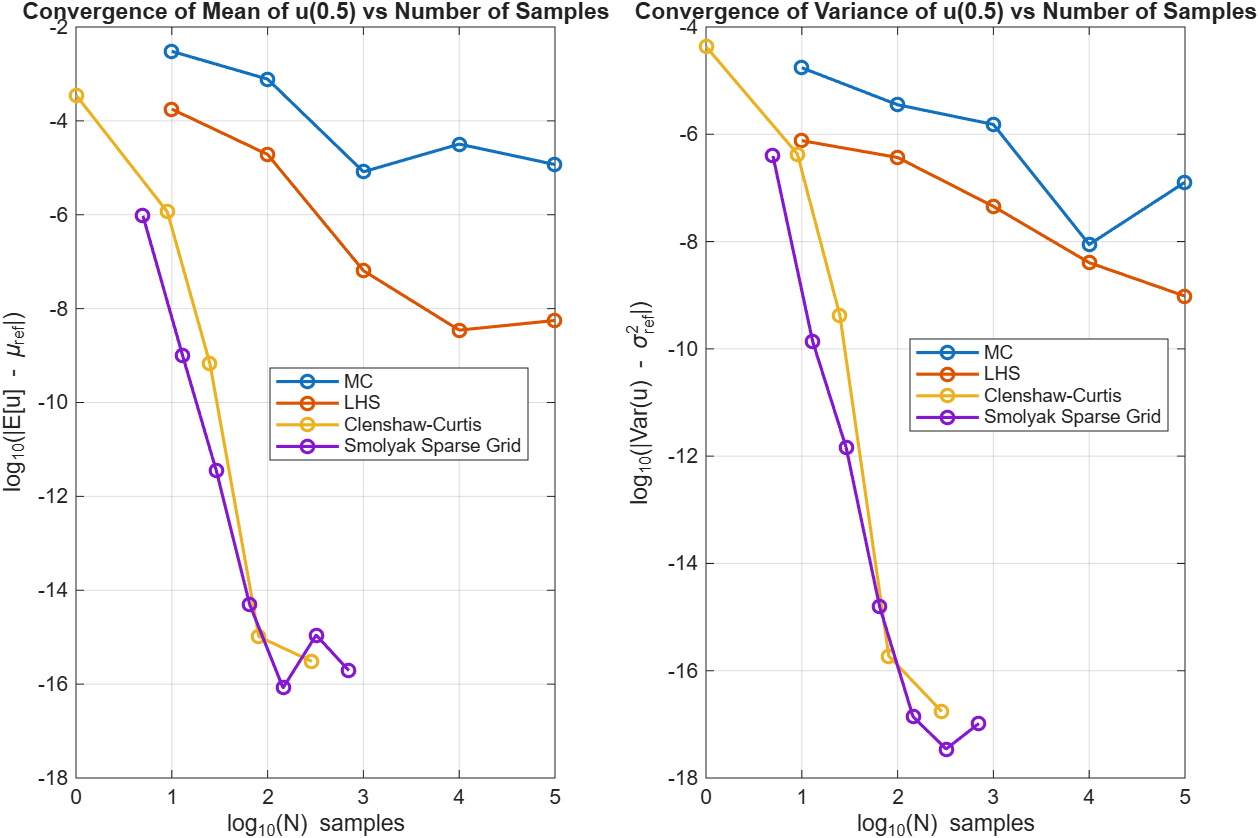 Convergence of Mean of u(0.5) vs Number of Samples
-2
-4
-6
-8
-10
-12
-14
-16
-18
0 1 2 3 4 5
log₁₀(|E[u] - μ_ref|)
log₁₀(N) samples
MC
LHS
Clenshaw-Curtis
Smolyak Sparse Grid
Convergence of Variance of u(0.5) vs Number of Samples
-4
-6
-8
-10
-12
-14
-16
-18
0 1 2 3 4 5
log₁₀(|Var(u) - σ²_ref|)
log₁₀(N) samples
MC
LHS
Clenshaw-Curtis
Smolyak Sparse Grid